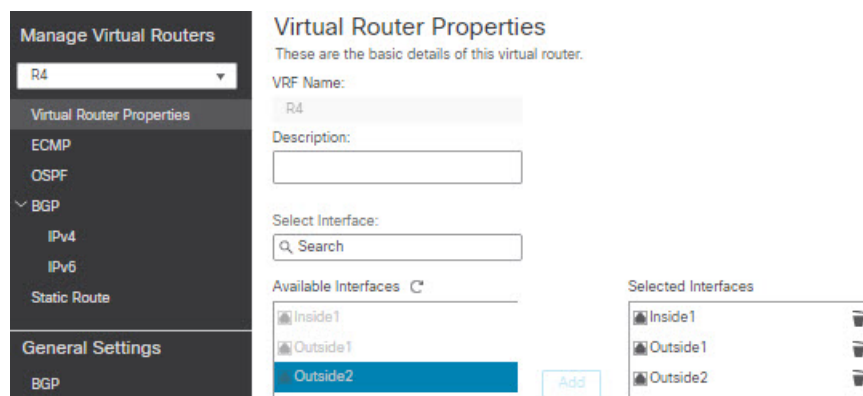 Manage Virtual Routers
R4
Virtual Router Properties
ECMP
OSPF
BGP
IPv4
IPv6
Static Route
General Settings
BGP
Virtual Router Properties
These are the basic details of this virtual router.
VRF Name:
R4
Description:
Select Interface:
Search
Available Interfaces
Inside1
Outside1
Outside2
Add
Selected Interfaces
Inside1
Outside1
Outside2